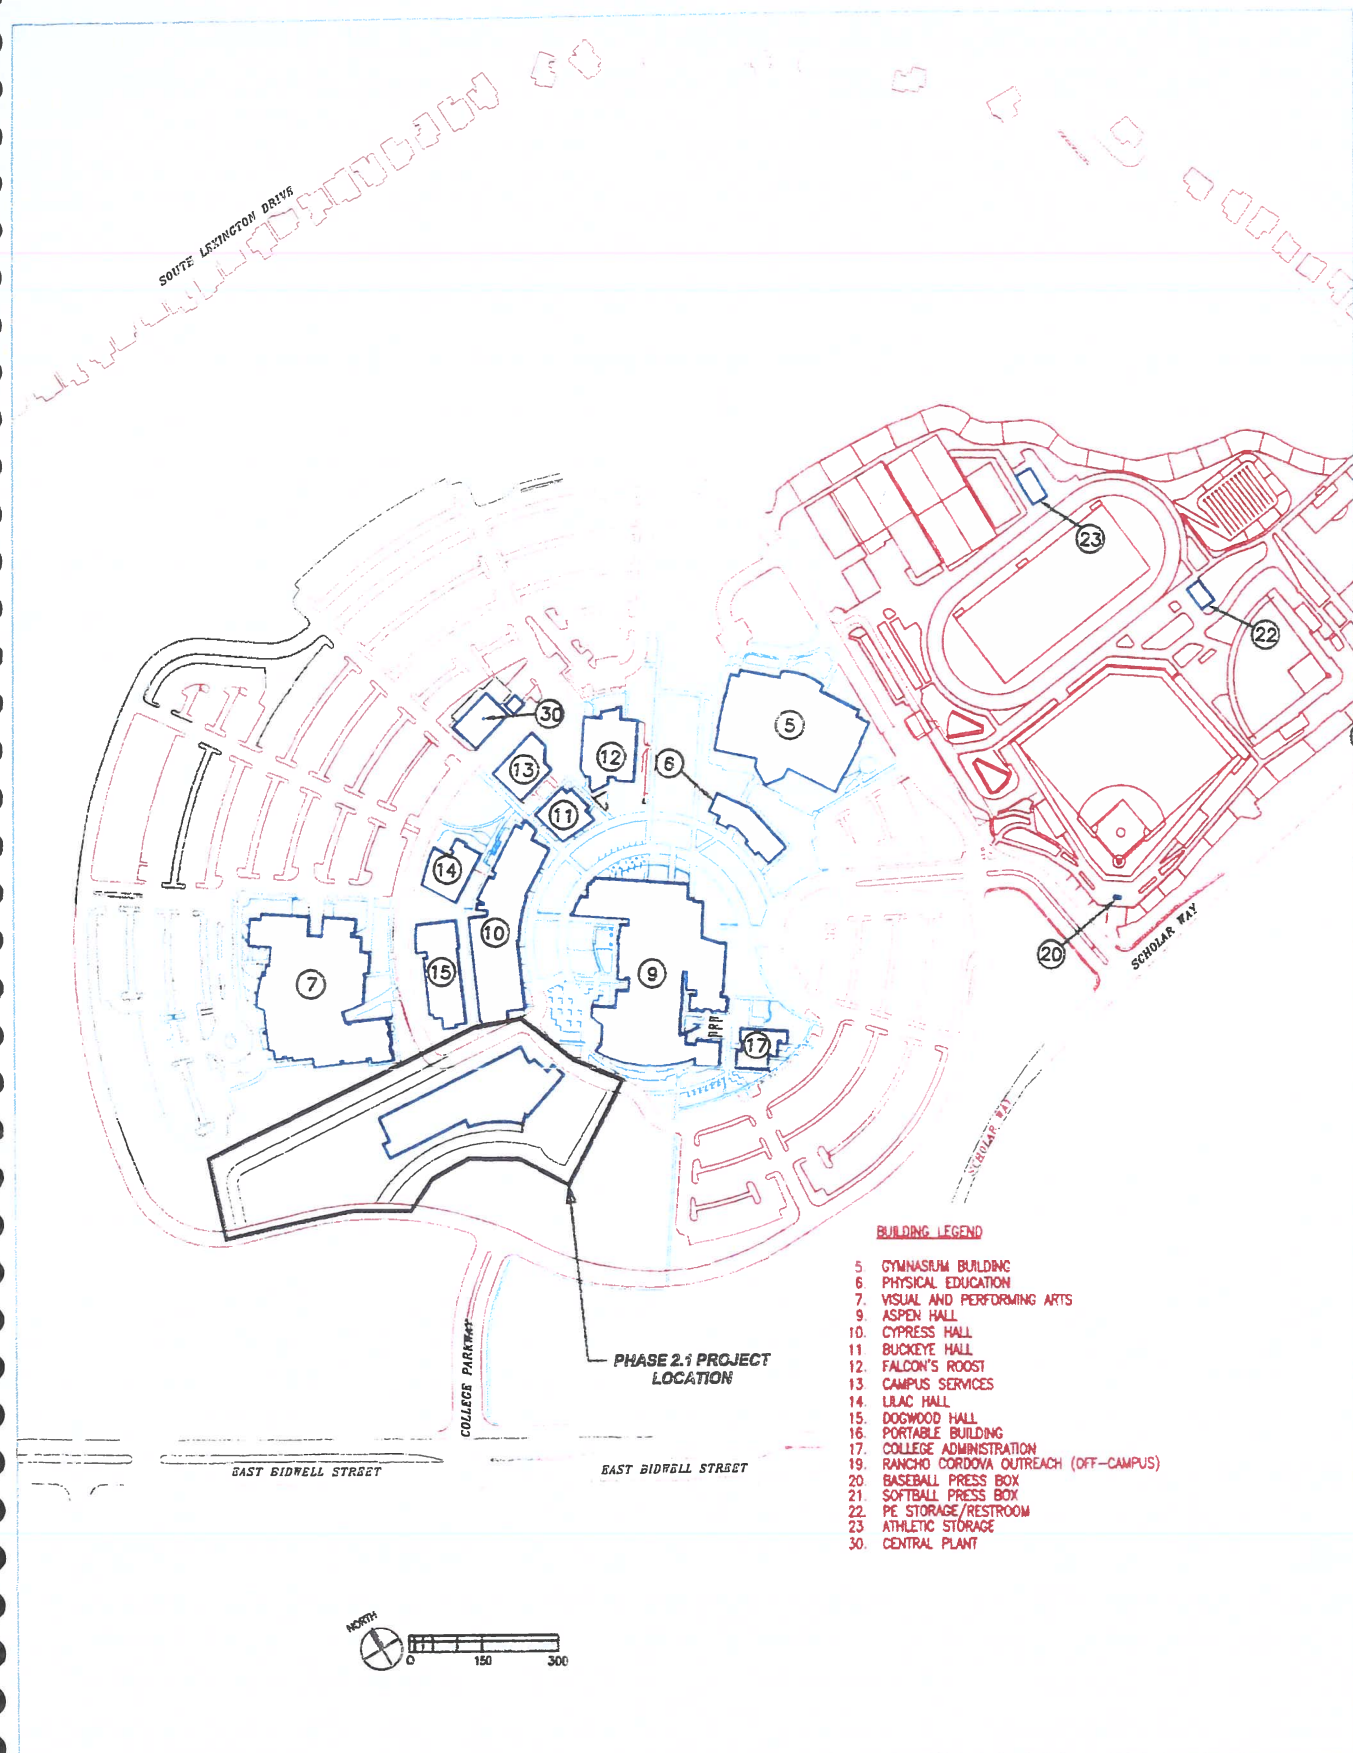 SOUTE LEXINGTON DRIVE
23
22
30
5
12
6
13
11
14
10
20
SCHOLAR WAY
15
9
7
17
SCHOLAR WAY
BUILDING LEGEND
5. GYMNASIUM BUILDING
6. PHYSICAL EDUCATION
7. VISUAL AND PERFORMING ARTS
9. ASPEN HALL
10. CYPRESS HALL
11. BUCKEYE HALL
12. FALCON'S ROOST
13. CAMPUS SERVICES
14. LILAC HALL
15. DOGWOOD HALL
16. PORTABLE BUILDING
17. COLLEGE ADMINISTRATION
19. RANCHO CORDOVA OUTREACH (OFF-CAMPUS)
20. BASEBALL PRESS BOX
21. SOFTBALL PRESS BOX
22. PE STORAGE/RESTROOM
23. ATHLETIC STORAGE
30. CENTRAL PLANT
PHASE 2.1 PROJECT
LOCATION
COLLEGE PARKWAY
EAST BIDWELL STREET
EAST BIDWELL STREET
NORTH
0 150 300